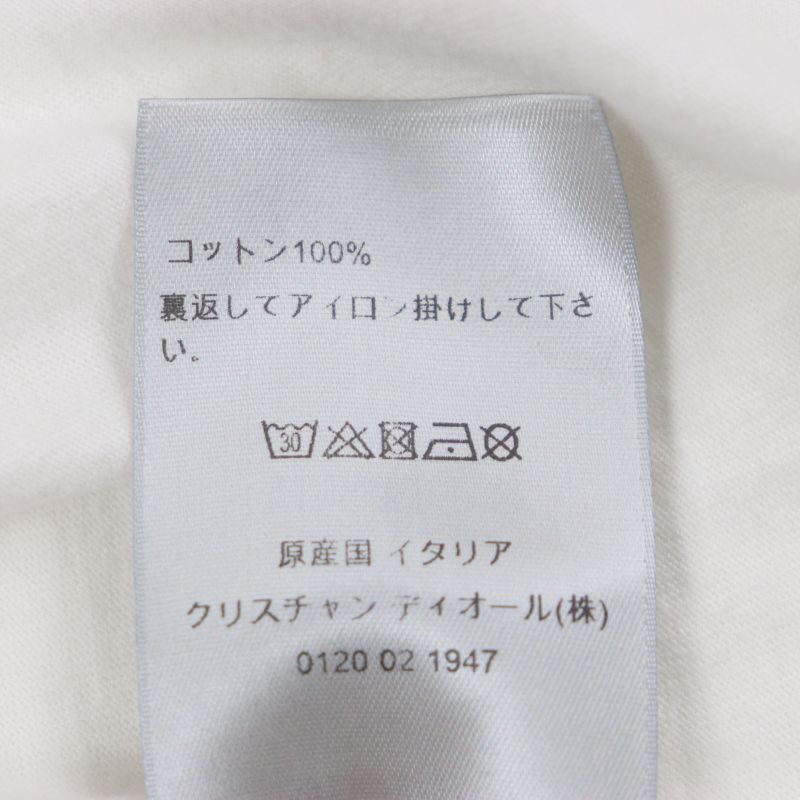 コットン100%
裏返してアイロン掛けして下さ
い。
30
原産国 イタリア
クリスチャン ディオール(株)
0120 02 1947